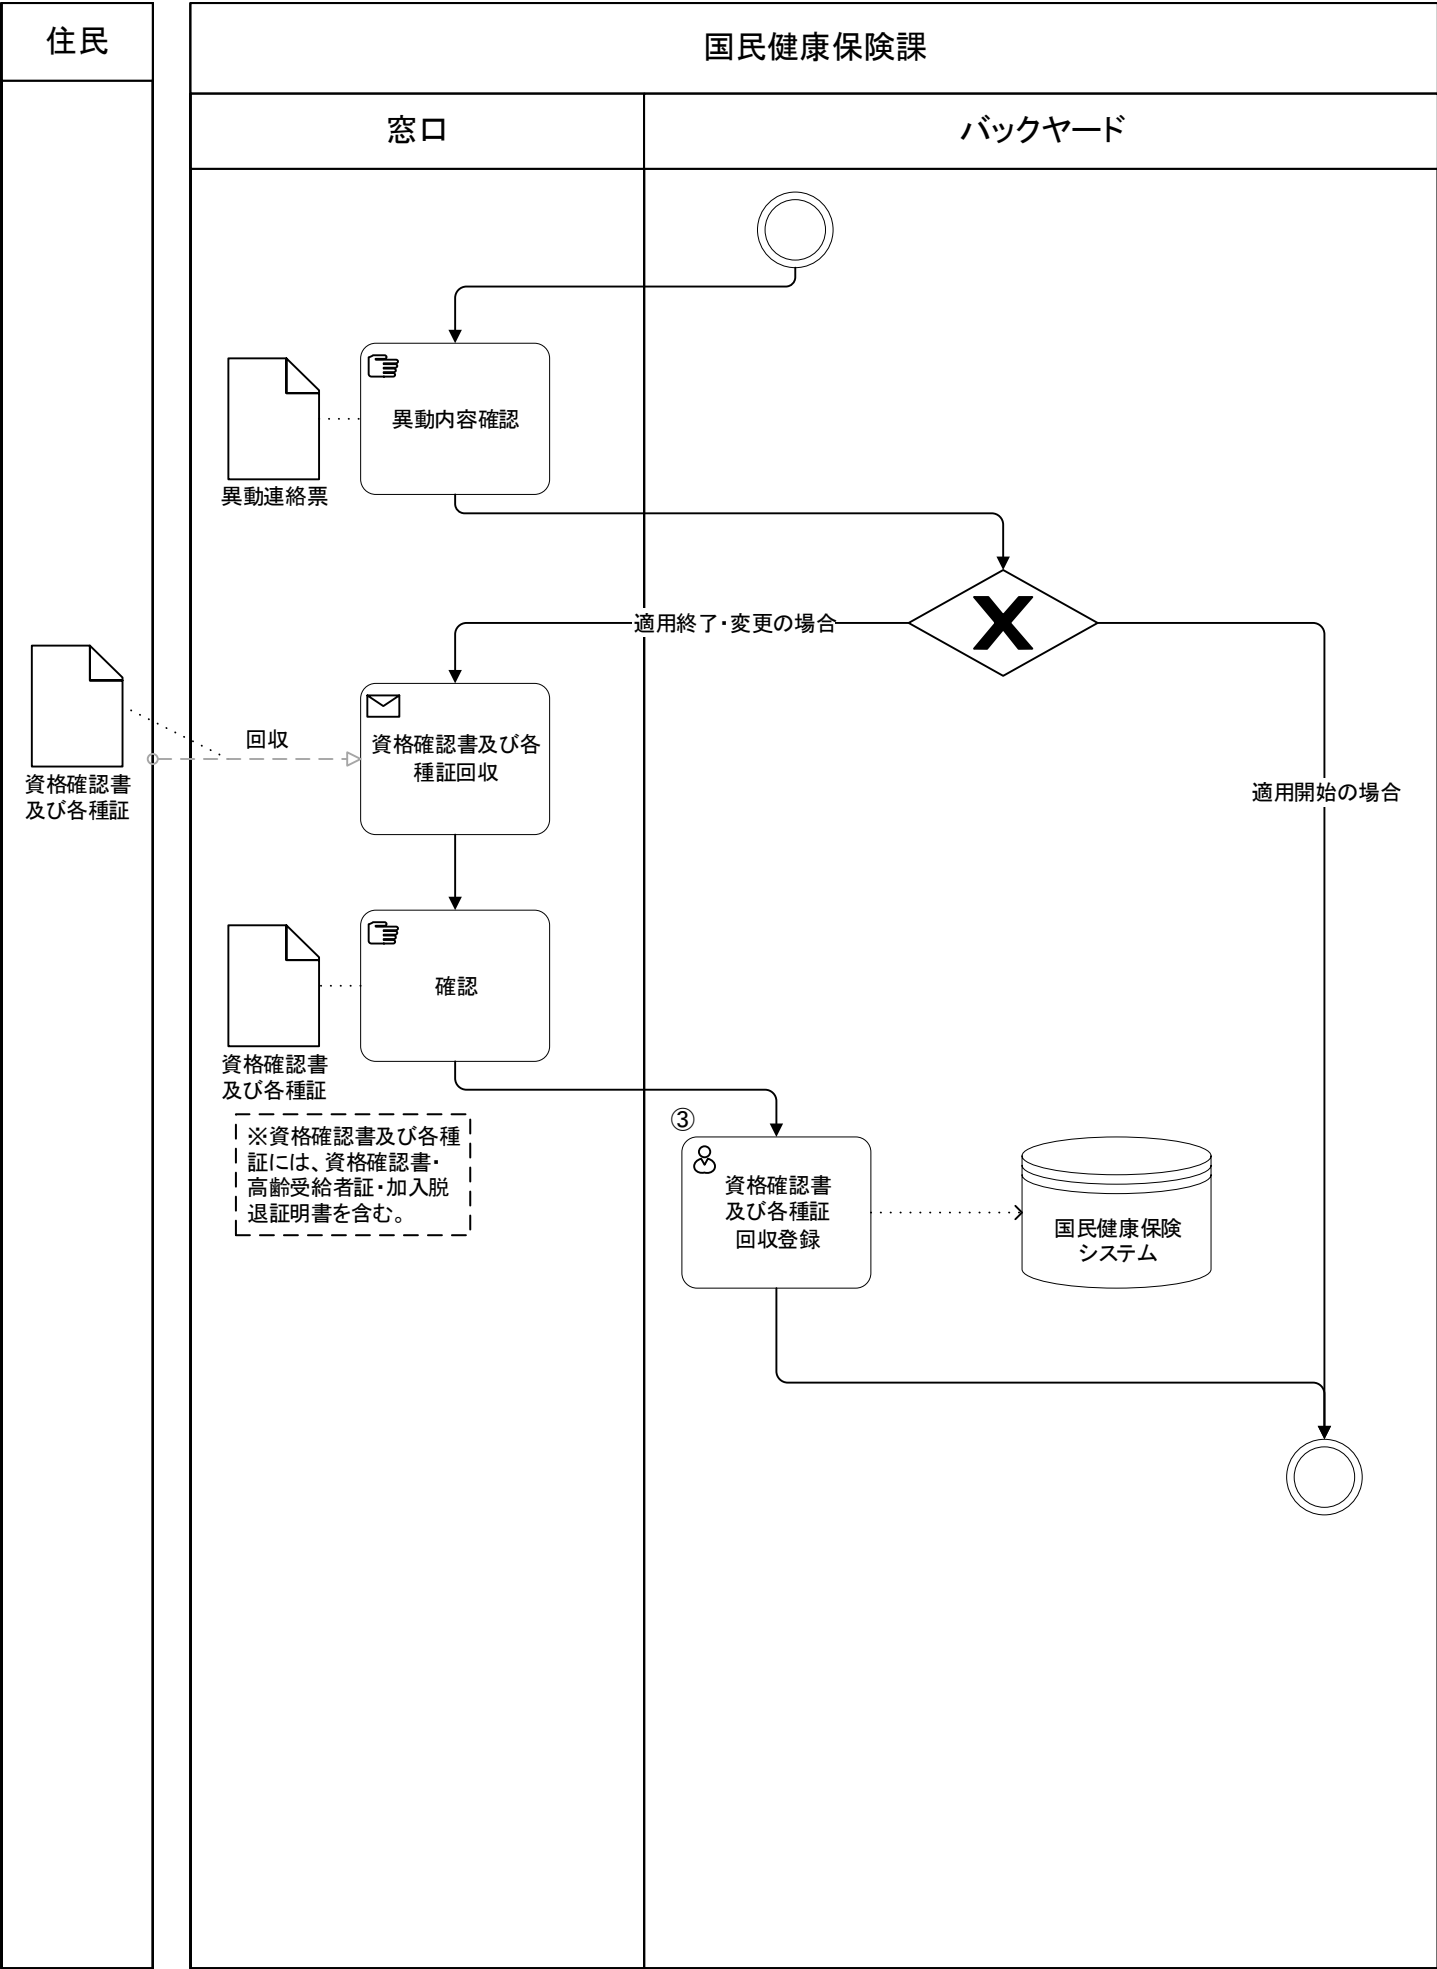 住民
国民健康保険課
窓口
バックヤード
異動内容確認
異動連絡票
適用終了・変更の場合
回収
資格確認書及び各
種証回収
資格確認書
及び各種証
適用開始の場合
確認
資格確認書
及び各種証
※資格確認書及び各種
証には、資格確認書・
高齢受給者証・加入脱
退証明書を含む。
③
資格確認書
及び各種証
回収登録
国民健康保険
システム